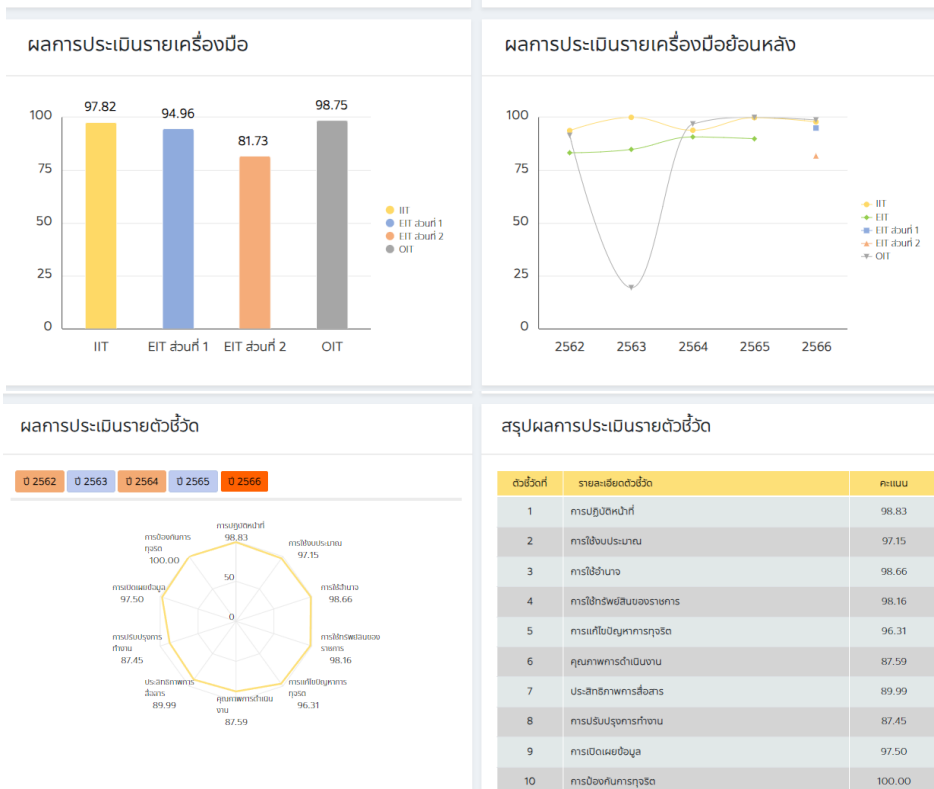 ผลการประเมินรายเครื่องมือ
100
75
50
25
0
97.82
94.96
81.73
98.75
IIT
EIT ส่วนที่ 1
EIT ส่วนที่ 2
OIT
IIT
EIT ส่วนที่ 1
EIT ส่วนที่ 2
OIT
ผลการประเมินรายเครื่องมือย้อนหลัง
100
75
50
25
0
2562
2563
2564
2565
2566
IIT
EIT
EIT ส่วนที่ 1
EIT ส่วนที่ 2
OIT
ผลการประเมินรายตัวชี้วัด
ปี 2562
ปี 2563
ปี 2564
ปี 2565
ปี 2566
การปฏิบัติหน้าที่
98.83
การใช้งบประมาณ
97.15
การใช้อำนาจ
98.66
การใช้ทรัพย์สินของ
ราชการ
98.16
การแก้ไขปัญหาการ
ทุจริต
96.31
คุณภาพการดำเนิน
งาน
87.59
ประสิทธิภาพการ
สื่อสาร
89.99
การปรับปรุงการ
ทำงาน
87.45
การเปิดเผยข้อมูล
97.50
การป้องกันการ
ทุจริต
100.00
50
0
สรุปผลการประเมินรายตัวชี้วัด
ตัวชี้วัดที่ รายละเอียดตัวชี้วัด คะแนน
1 การปฏิบัติหน้าที่ 98.83
2 การใช้งบประมาณ 97.15
3 การใช้อำนาจ 98.66
4 การใช้ทรัพย์สินของราชการ 98.16
5 การแก้ไขปัญหาการทุจริต 96.31
6 คุณภาพการดำเนินงาน 87.59
7 ประสิทธิภาพการสื่อสาร 89.99
8 การปรับปรุงการทำงาน 87.45
9 การเปิดเผยข้อมูล 97.50
10 การป้องกันการทุจริต 100.00